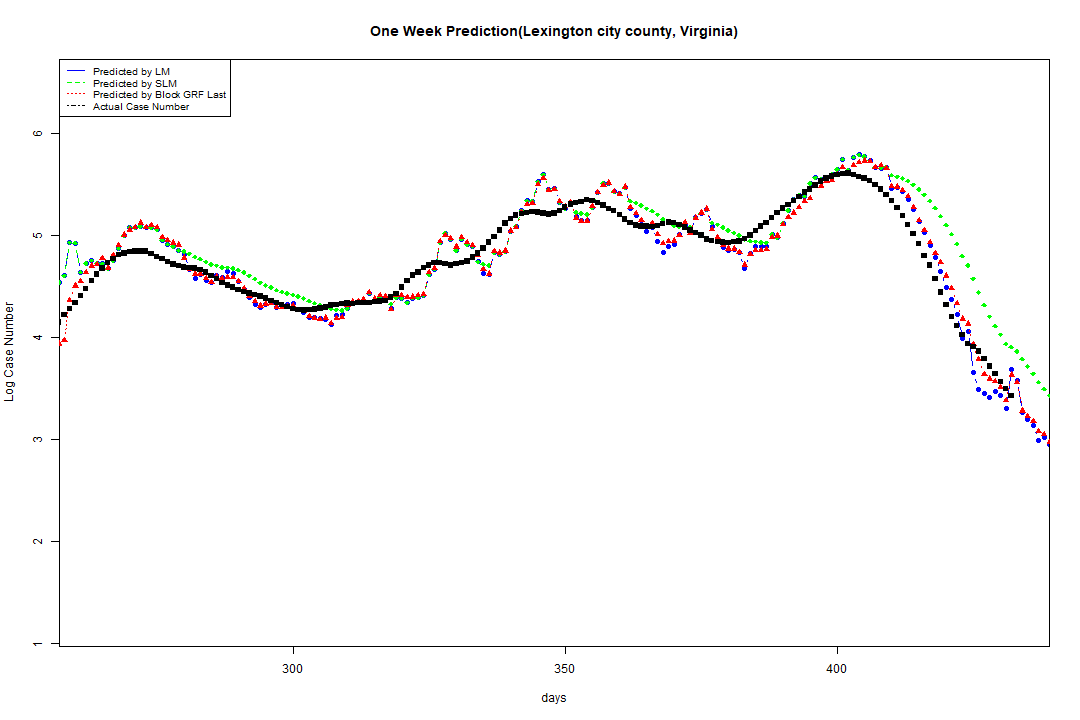 One Week Prediction(Lexington city county, Virginia)
Predicted by LM
Predicted by SLM
Predicted by Block GRF Last
Actual Case Number
6
5
4
3
2
1
Log Case Number
300 350 400
days